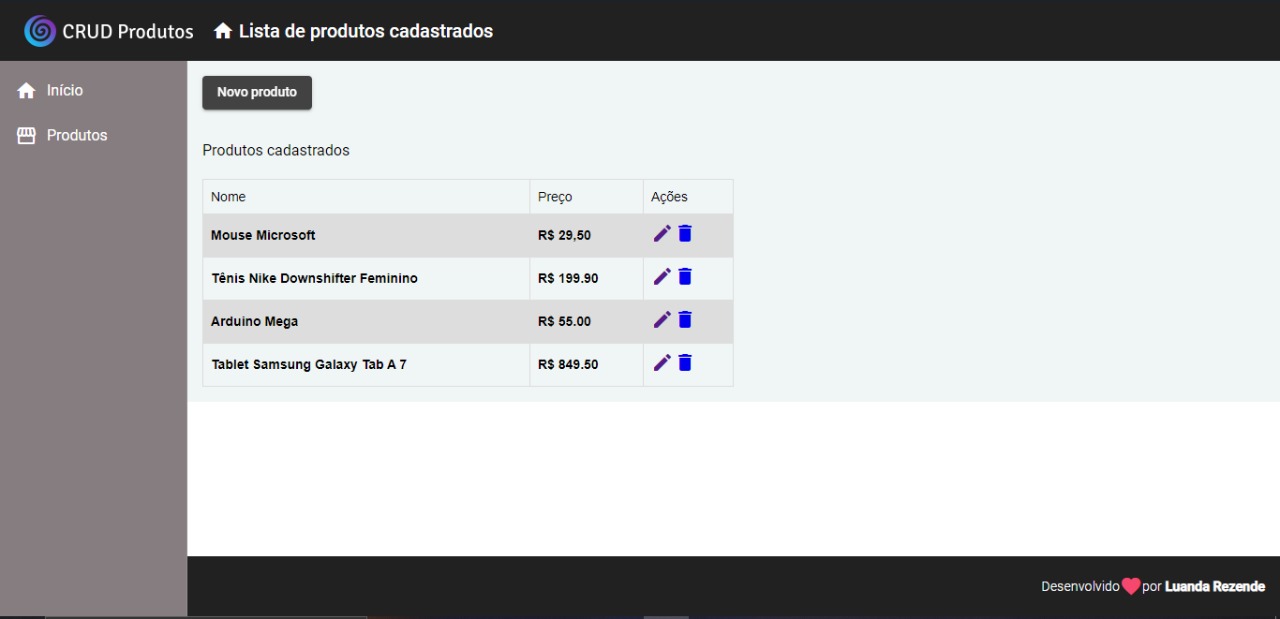 CRUD Produtos Lista de produtos cadastrados
Início
Produtos
Novo produto
Produtos cadastrados
Nome Preço Ações
Mouse Microsoft R$ 29,50
Tênis Nike Downshifter Feminino R$ 199.90
Arduino Mega R$ 55.00
Tablet Samsung Galaxy Tab A 7 R$ 849.50
Desenvolvido por Luanda Rezende